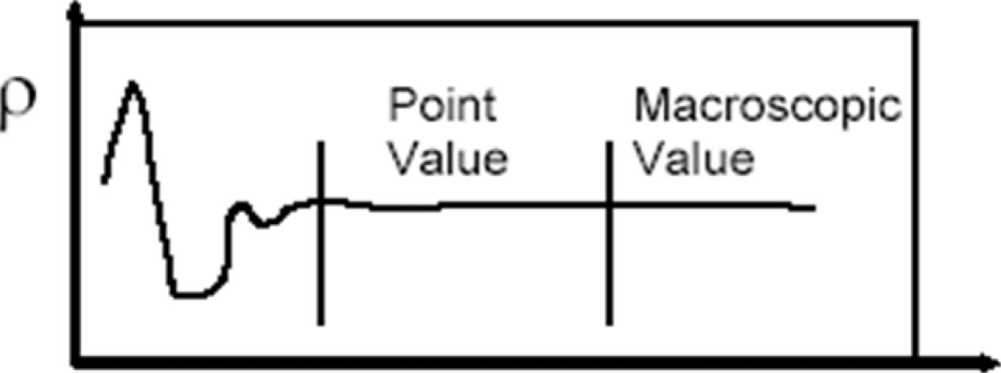 ρ
Point
Value
Macroscopic
Value